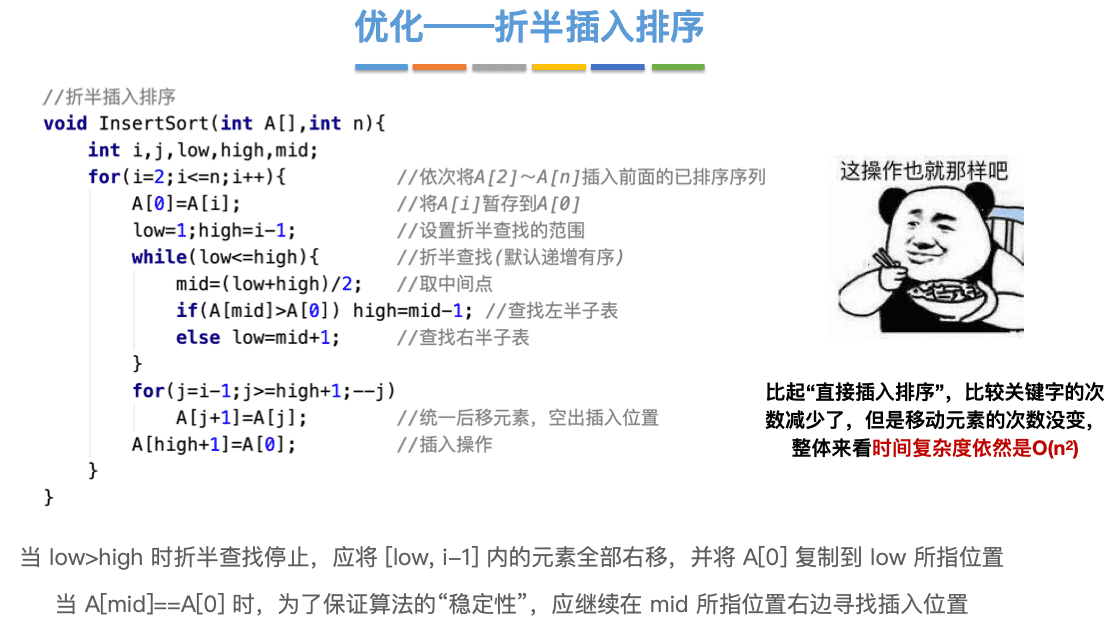 优化——折半插入排序
//折半插入排序
void InsertSort(int A[],int n){
int i,j,low,high,mid;
for(i=2;i<=n;i++){ //依次将A[2]～A[n]插入前面的已排序序列
A[0]=A[i]; //将A[i]暂存到A[0]
low=1;high=i-1; //设置折半查找的范围
while(low<=high){ //折半查找(默认递增有序)
mid=(low+high)/2; //取中间点
if(A[mid]>A[0]) high=mid-1; //查找左半子表
else low=mid+1; //查找右半子表
}
for(j=i-1;j>=high+1;--j)
A[j+1]=A[j]; //统一后移元素，空出插入位置
A[high+1]=A[0]; //插入操作
}
}
这操作也就那样吧
比起“直接插入排序”，比较关键字的次
数减少了，但是移动元素的次数没变，
整体来看时间复杂度依然是O(n²)
当 low>high 时折半查找停止，应将 [low, i-1] 内的元素全部右移，并将 A[0] 复制到 low 所指位置
当 A[mid]==A[0] 时，为了保证算法的“稳定性”，应继续在 mid 所指位置右边寻找插入位置